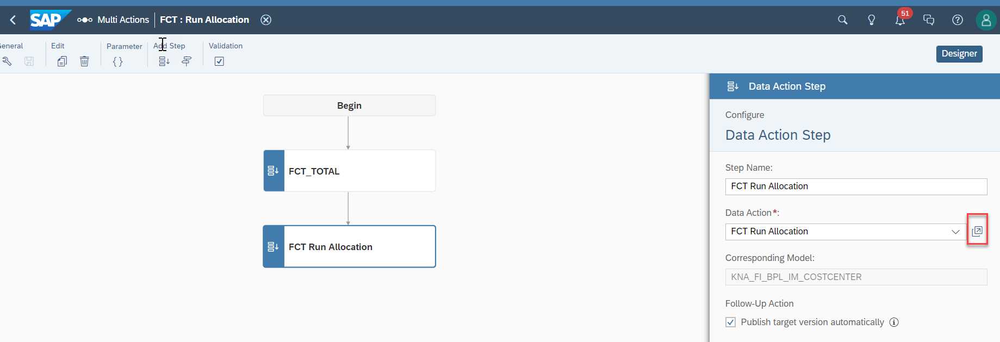 SAP Multi Actions FCT : Run Allocation 51
General Edit Parameter Add Step Validation
{ } Designer
Data Action Step
Configure
Data Action Step
Begin
FCT_TOTAL
FCT Run Allocation
Step Name:
FCT Run Allocation
Data Action*:
FCT Run Allocation
Corresponding Model:
KNA_FI_BPL_IM_COSTCENTER
Follow-Up Action
Publish target version automatically